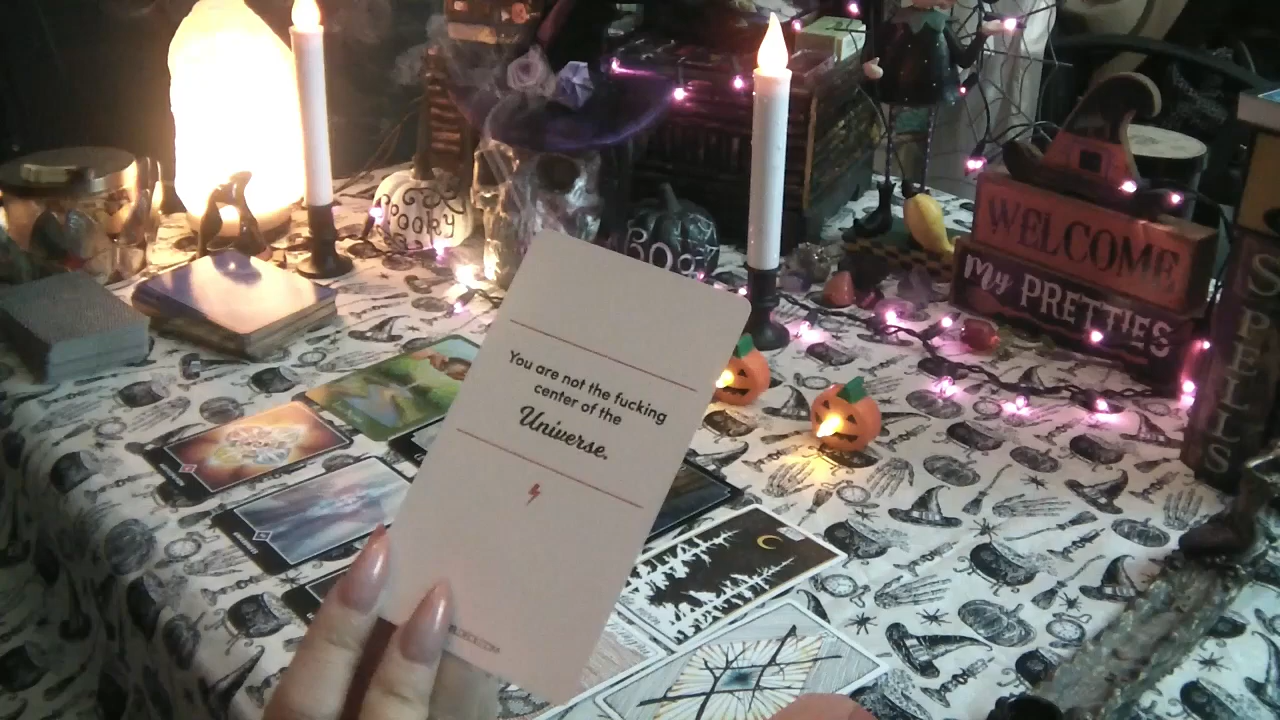 Spooky
BOO
WELCOME
My PRETTIES
SPELLS
You are not the fucking
center of the
Universe.